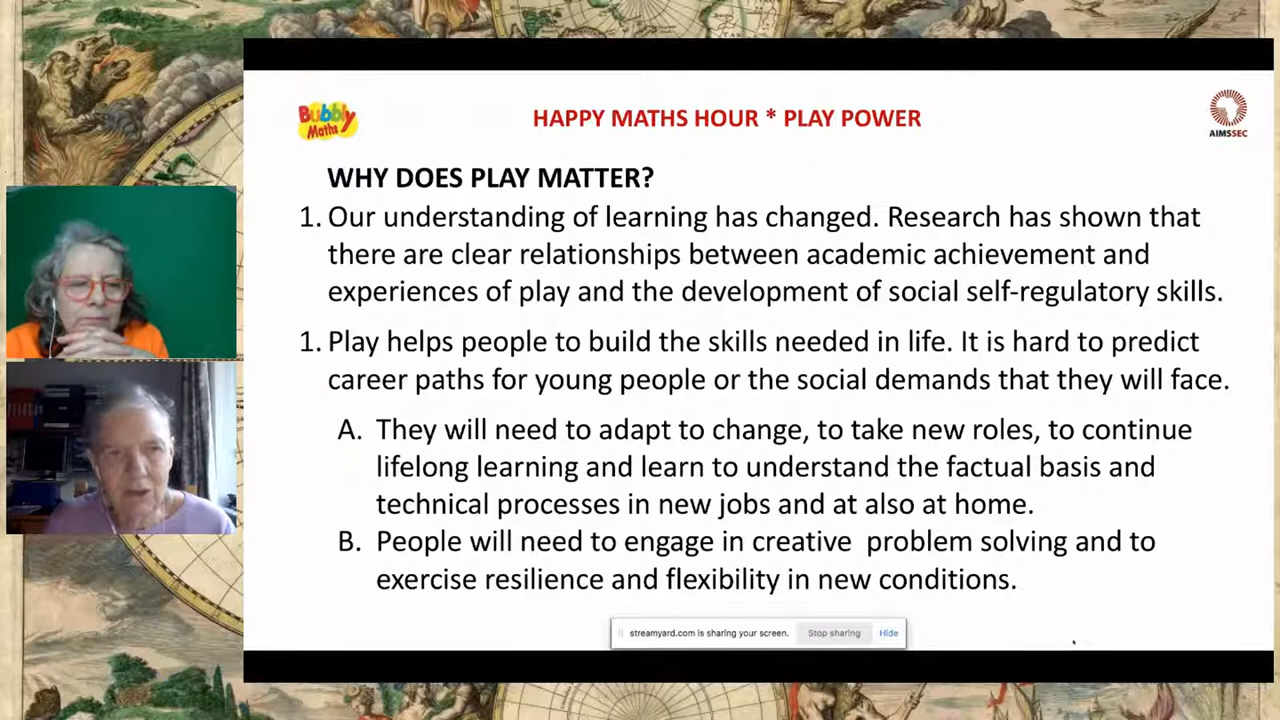 Bubbly
Maths
HAPPY MATHS HOUR * PLAY POWER
AIMSSEC
WHY DOES PLAY MATTER?
1. Our understanding of learning has changed. Research has shown that
there are clear relationships between academic achievement and
experiences of play and the development of social self-regulatory skills.
1. Play helps people to build the skills needed in life. It is hard to predict
career paths for young people or the social demands that they will face.
A. They will need to adapt to change, to take new roles, to continue
lifelong learning and learn to understand the factual basis and
technical processes in new jobs and at also at home.
B. People will need to engage in creative problem solving and to
exercise resilience and flexibility in new conditions.
streamyard.com is sharing your screen. Stop sharing Hide